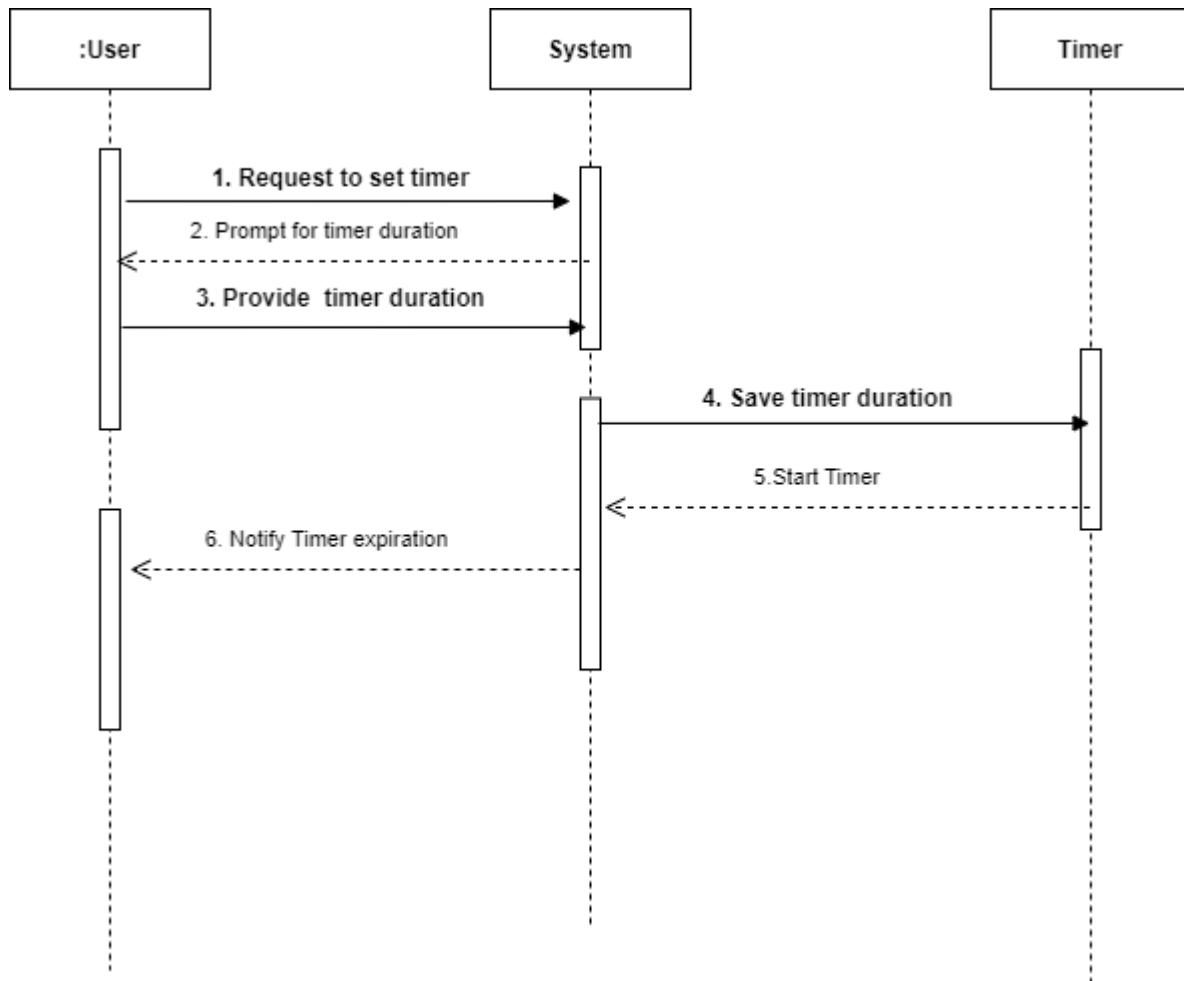 :User
System
Timer
1. Request to set timer
2. Prompt for timer duration
3. Provide  timer duration
4. Save timer duration
5.Start Timer
6. Notify Timer expiration